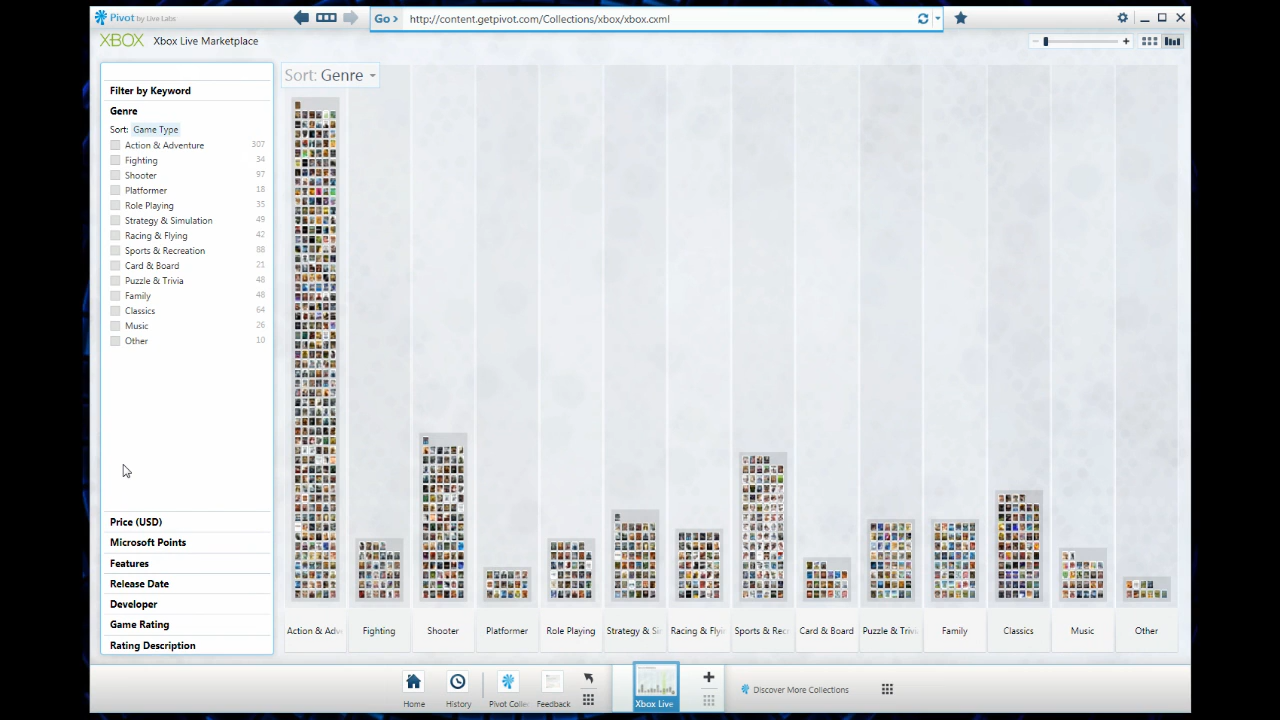 Pivot by Live Labs
Go > http://content.getpivot.com/Collections/xbox/xbox.cxml
XBOX Xbox Live Marketplace
Sort: Genre
Filter by Keyword
Genre
Sort: Game Type
Action & Adventure 307
Fighting 34
Shooter 97
Platformer 18
Role Playing 35
Strategy & Simulation 49
Racing & Flying 42
Sports & Recreation 88
Card & Board 21
Puzzle & Trivia 48
Family 48
Classics 64
Music 26
Other 10
Price (USD)
Microsoft Points
Features
Release Date
Developer
Game Rating
Rating Description
Action & Adv Fighting Shooter Platformer Role Playing Strategy & Si Racing & Flyin Sports & Rec Card & Board Puzzle & Trivi Family Classics Music Other
Home History Pivot Colle Feedback Xbox Live Discover More Collections